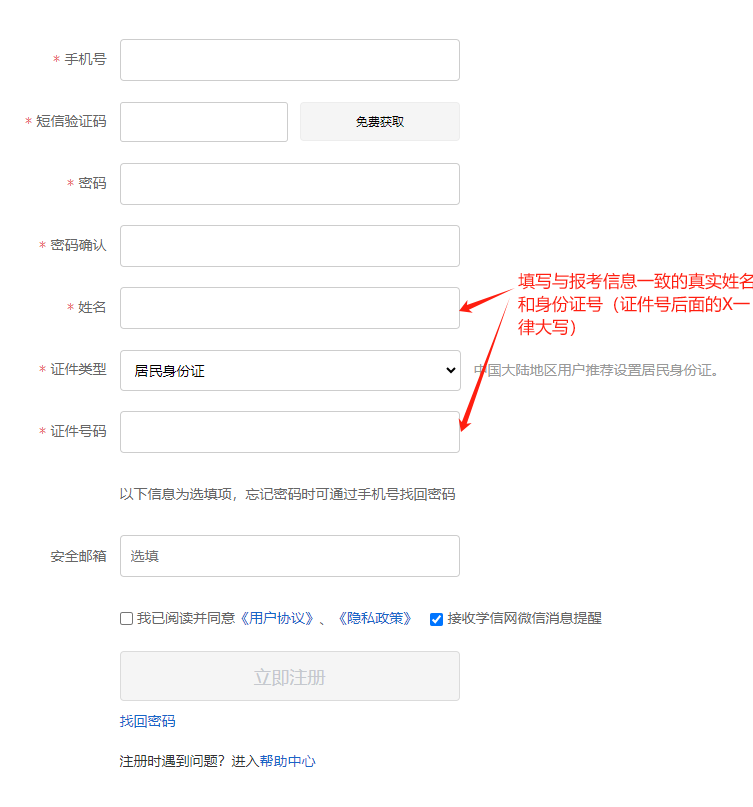 * 手机号
* 短信验证码 免费获取
* 密码
* 密码确认
填写与报考信息一致的真实姓名
和身份证号（证件号后面的X一
律大写）
* 姓名
* 证件类型 居民身份证 中国大陆地区用户推荐设置居民身份证。
* 证件号码
以下信息为选填项，忘记密码时可通过手机号找回密码
安全邮箱 选填
我已阅读并同意《用户协议》、《隐私政策》 接收学信网微信消息提醒
立即注册
找回密码
注册时遇到问题？进入帮助中心